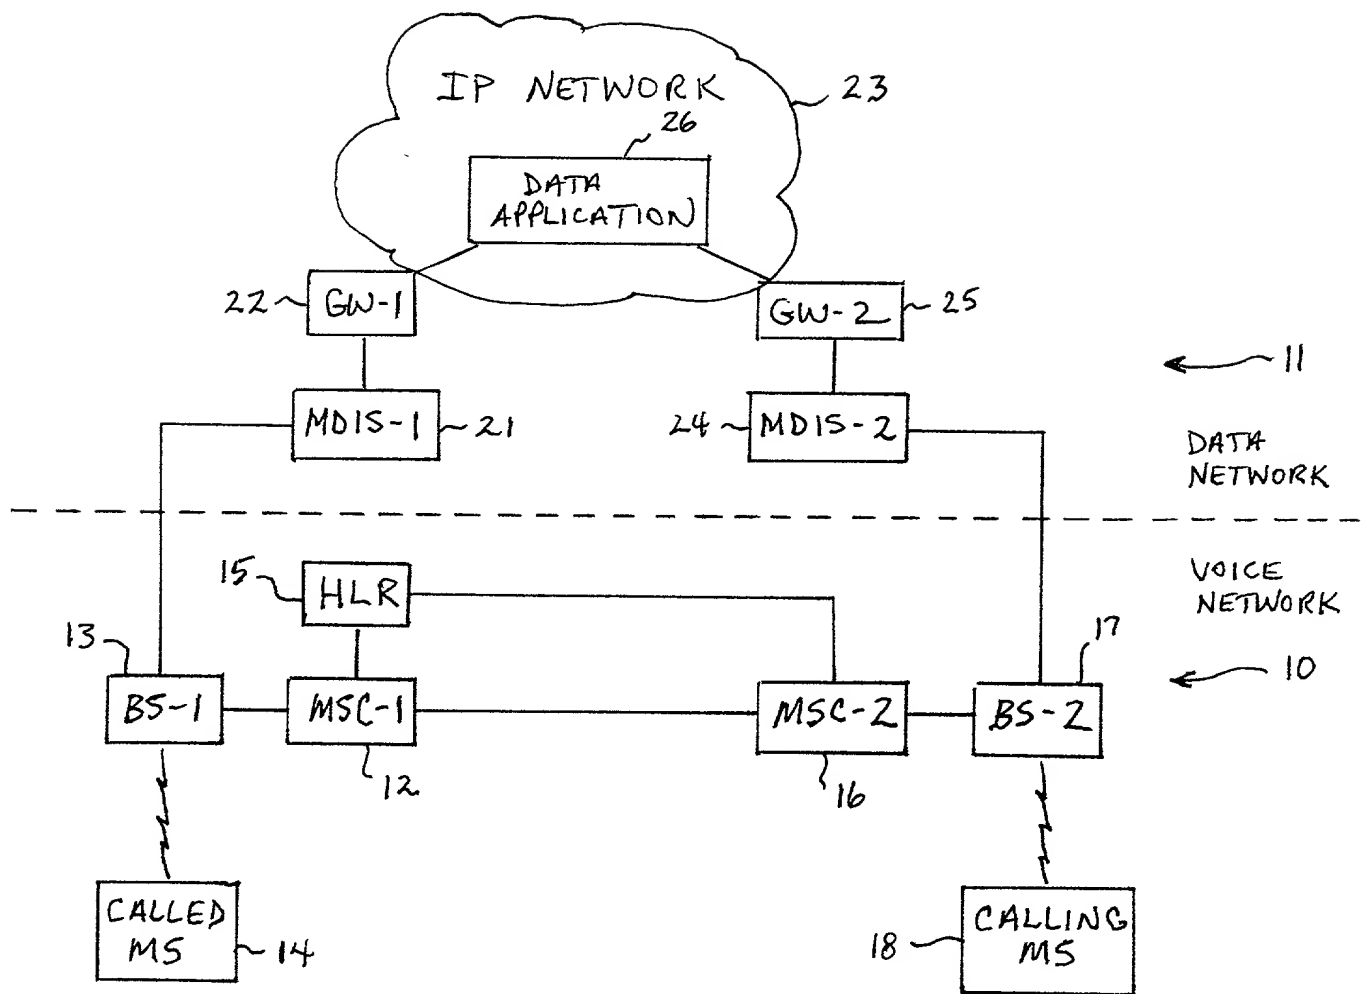 IP NETWORK
23
26
DATA
APPLICATION
22
GW-1
GW-2
25
11
MDIS-1
21
24
MDIS-2
DATA
NETWORK
15
HLR
VOICE
NETWORK
13
17
10
BS-1
MSC-1
MSC-2
BS-2
12
16
CALLED
MS
14
18
CALLING
MS